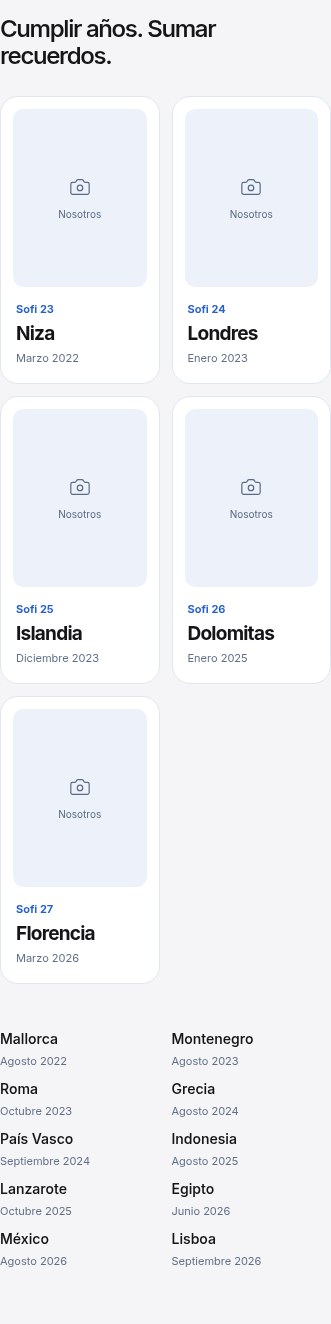 Cumplir años. Sumar
recuerdos.
Nosotros
Sofi 23
Niza
Marzo 2022
Nosotros
Sofi 24
Londres
Enero 2023
Nosotros
Sofi 25
Islandia
Diciembre 2023
Nosotros
Sofi 26
Dolomitas
Enero 2025
Nosotros
Sofi 27
Florencia
Marzo 2026
Mallorca
Agosto 2022
Montenegro
Agosto 2023
Roma
Octubre 2023
Grecia
Agosto 2024
País Vasco
Septiembre 2024
Indonesia
Agosto 2025
Lanzarote
Octubre 2025
Egipto
Junio 2026
México
Agosto 2026
Lisboa
Septiembre 2026